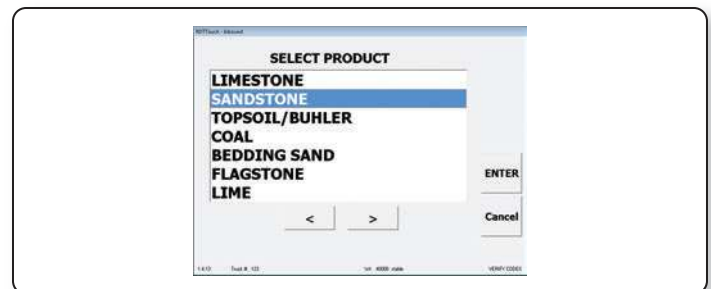 SELECT PRODUCT
LIMESTONE
SANDSTONE
TOPSOIL/BUHLER
COAL
BEDDING SAND
FLAGSTONE
LIME
ENTER
< >
Cancel
VERIFY CODES